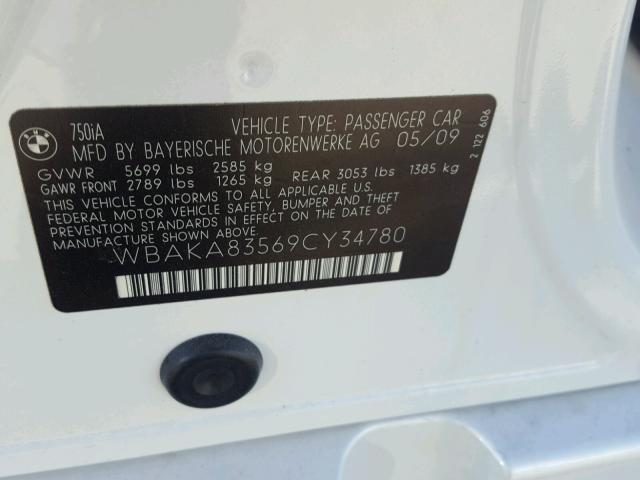 BMW
750iA VEHICLE TYPE: PASSENGER CAR
MFD BY BAYERISCHE MOTORENWERKE AG 05/09
GVWR 5699 lbs 2585 kg
GAWR FRONT 2789 lbs 1265 kg REAR 3053 lbs 1385 kg
THIS VEHICLE CONFORMS TO ALL APPLICABLE U.S.
FEDERAL MOTOR VEHICLE SAFETY, BUMPER AND THEFT
PREVENTION STANDARDS IN EFFECT ON THE DATE OF
MANUFACTURE SHOWN ABOVE.
WBAKA83569CY34780
2 122 606